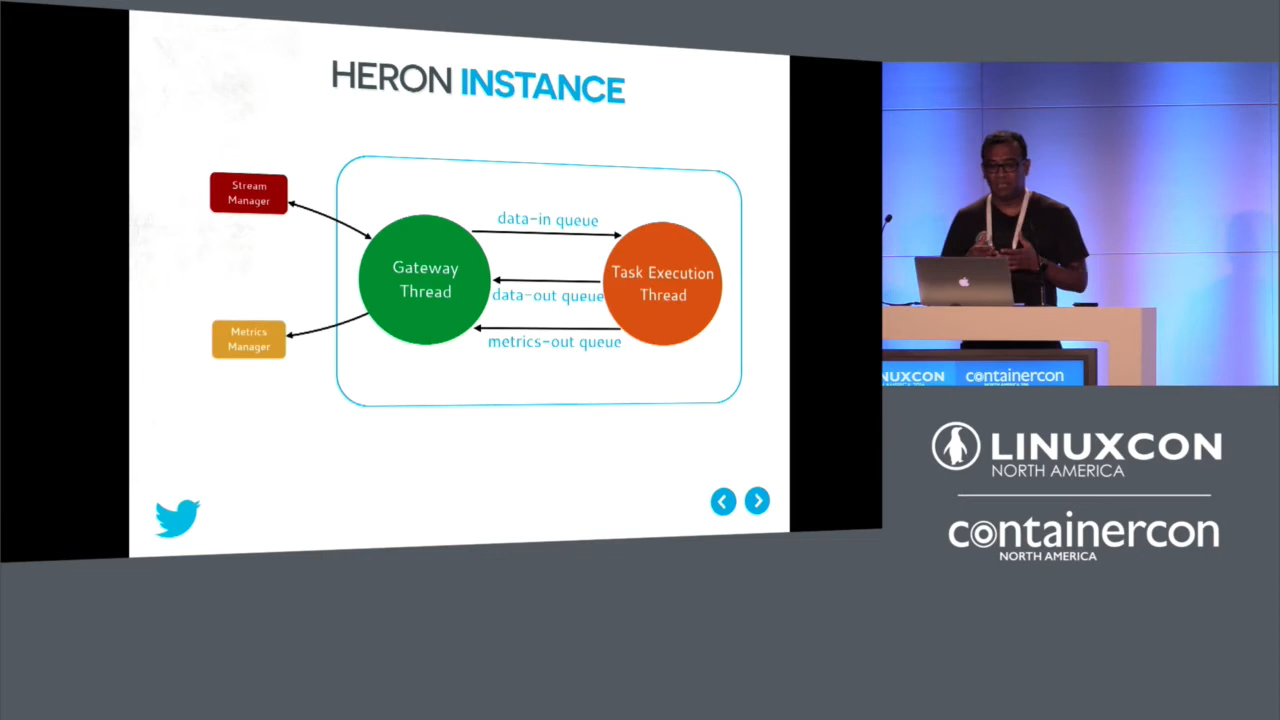 HERON INSTANCE
Stream
Manager
Gateway
Thread
data-in queue
Task Execution
Thread
data-out queue
metrics-out queue
Metrics
Manager
NUXCON
containercon
LINUXCON
NORTH AMERICA
containercon
NORTH AMERICA